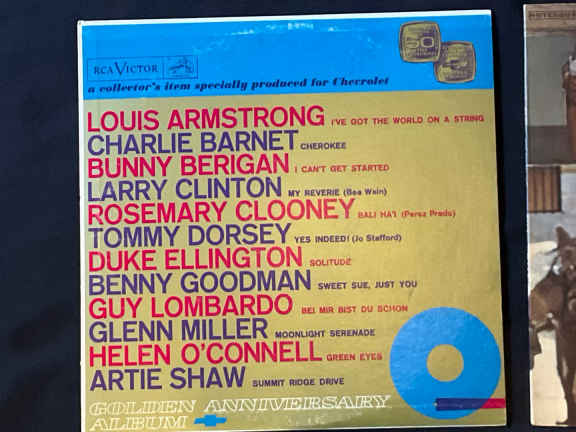 RCA VICTOR
a collector's item specially produced for Chevrolet
50
LOUIS ARMSTRONG I'VE GOT THE WORLD ON A STRING
CHARLIE BARNET CHEROKEE
BUNNY BERIGAN I CAN'T GET STARTED
LARRY CLINTON MY REVERIE (Bea Wain)
ROSEMARY CLOONEY BALI HA'I (Perez Prado)
TOMMY DORSEY YES INDEED! (Jo Stafford)
DUKE ELLINGTON SOLITUDE
BENNY GOODMAN SWEET SUE, JUST YOU
GUY LOMBARDO BEI MIR BIST DU SCHON
GLENN MILLER MOONLIGHT SERENADE
HELEN O'CONNELL GREEN EYES
ARTIE SHAW SUMMIT RIDGE DRIVE
GOLDEN ANNIVERSARY
ALBUM